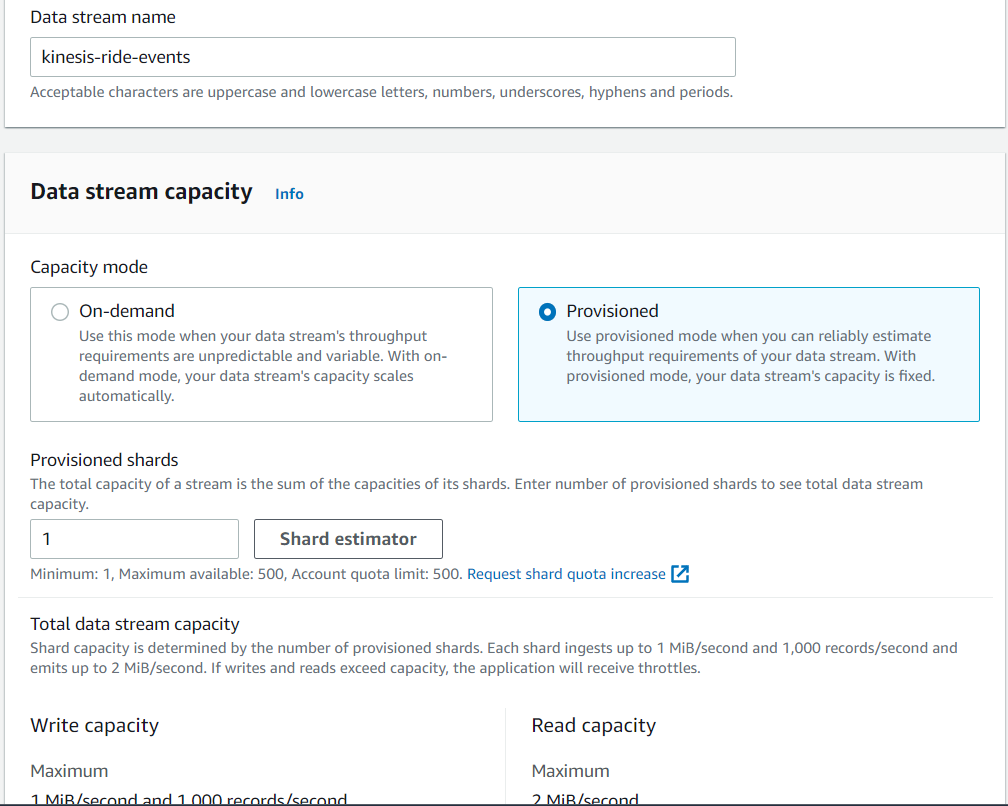 Data stream name
kinesis-ride-events
Acceptable characters are uppercase and lowercase letters, numbers, underscores, hyphens and periods.
Data stream capacity Info
Capacity mode
On-demand
Use this mode when your data stream's throughput
requirements are unpredictable and variable. With on-
demand mode, your data stream's capacity scales
automatically.
Provisioned
Use provisioned mode when you can reliably estimate
throughput requirements of your data stream. With
provisioned mode, your data stream's capacity is fixed.
Provisioned shards
The total capacity of a stream is the sum of the capacities of its shards. Enter number of provisioned shards to see total data stream
capacity.
1 Shard estimator
Minimum: 1, Maximum available: 500, Account quota limit: 500. Request shard quota increase
Total data stream capacity
Shard capacity is determined by the number of provisioned shards. Each shard ingests up to 1 MiB/second and 1,000 records/second and
emits up to 2 MiB/second. If writes and reads exceed capacity, the application will receive throttles.
Write capacity
Maximum
1 MiB/second and 1,000 records/second
Read capacity
Maximum
2 MiB/second